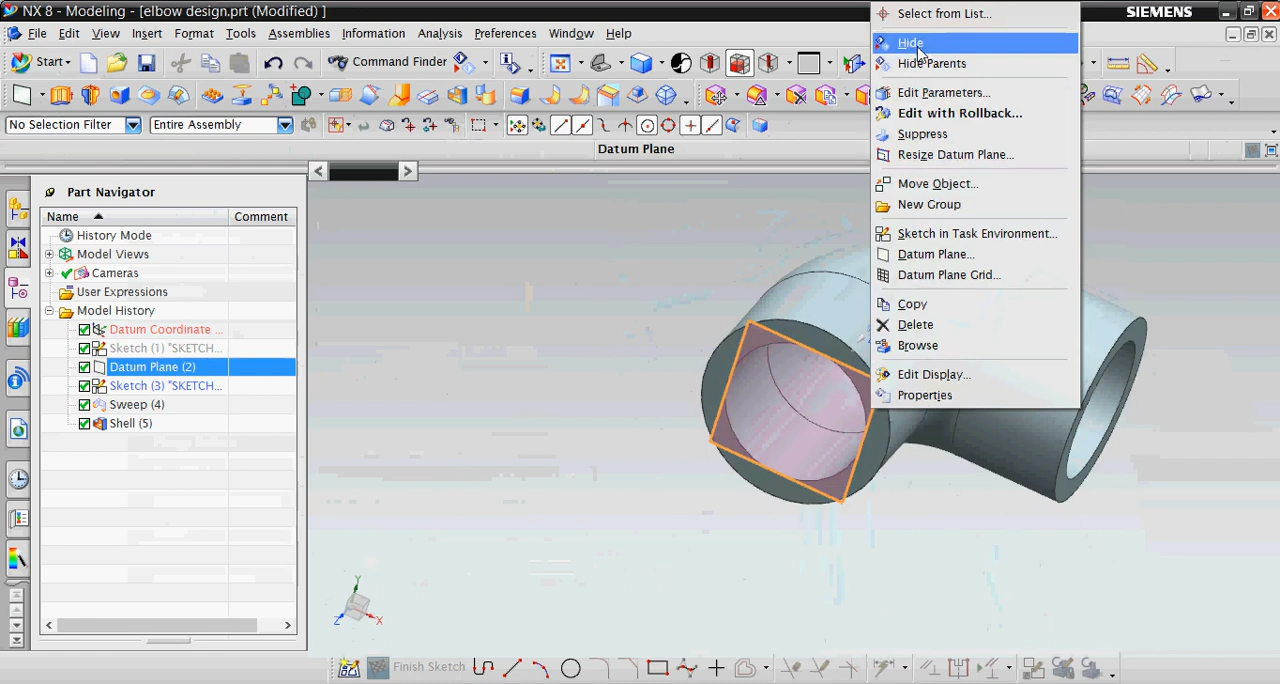 NX 8 - Modeling - [elbow design.prt (Modified) ]
SIEMENS
File Edit View Insert Format Tools Assemblies Information Analysis Preferences Window Help
Start Command Finder
No Selection Filter Entire Assembly
Datum Plane
Part Navigator
Name Comment
History Mode
Model Views
Cameras
User Expressions
Model History
Datum Coordinate ...
Sketch (1) "SKETCH...
Datum Plane (2)
Sketch (3) "SKETCH...
Sweep (4)
Shell (5)
Select from List...
Hide
Hide Parents
Edit Parameters...
Edit with Rollback...
Suppress
Resize Datum Plane...
Move Object...
New Group
Sketch in Task Environment...
Datum Plane...
Datum Plane Grid...
Copy
Delete
Browse
Edit Display...
Properties
Y
Z X
Finish Sketch